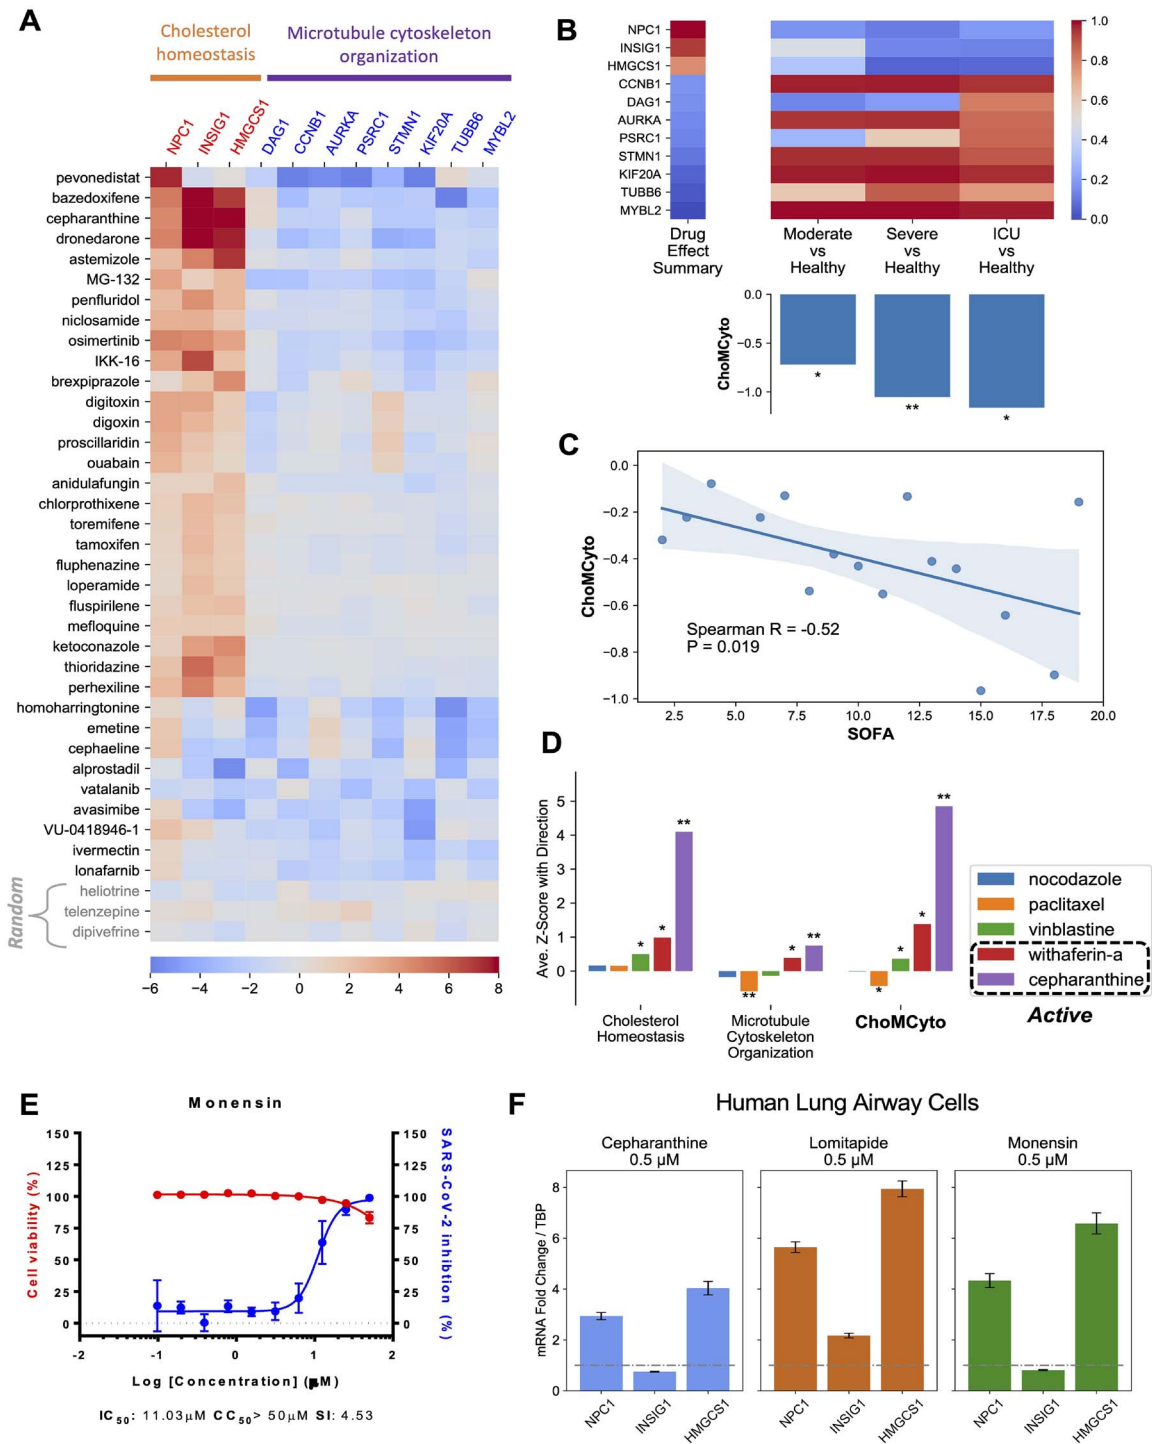 A
Cholesterol
homeostasis
Microtubule cytoskeleton
organization
NPC1
INSIG1
HMGCS1
DAG1
CCNB1
AURKA
PSRC1
STMN1
KIF20A
TUBB6
MYBL2
pevonedistat
bazedoxifene
cepharanthine
dronedarone
astemizole
MG-132
penfluridol
niclosamide
osimertinib
IKK-16
brexpiprazole
digitoxin
digoxin
proscillaridin
ouabain
anidulafungin
chlorprothixene
toremifene
tamoxifen
fluphenazine
loperamide
fluspirilene
mefloquine
ketoconazole
thioridazine
perhexiline
homoharringtonine
emetine
cephaeline
alprostadil
vatalanib
avasimibe
VU-0418946-1
ivermectin
lonafarnib
Random
heliotrine
telenzepine
dipivefrine
−6 −4 −2 0 2 4 6 8
B
NPC1
INSIG1
HMGCS1
CCNB1
DAG1
AURKA
PSRC1
STMN1
KIF20A
TUBB6
MYBL2
1.0
0.8
0.6
0.4
0.2
0.0
Drug
Effect
Summary
Moderate
vs
Healthy
Severe
vs
Healthy
ICU
vs
Healthy
ChoMCyto
0.0
−0.5
−1.0
*
**
*
C
ChoMCyto
0.0
−0.2
−0.4
−0.6
−0.8
−1.0
Spearman R = -0.52
P = 0.019
2.5 5.0 7.5 10.0 12.5 15.0 17.5 20.0
SOFA
D
Ave. Z-Score with Direction
5
4
3
2
1
0
* * **
** * **
* * * **
Cholesterol
Homeostasis
Microtubule
Cytoskeleton
Organization
ChoMCyto
nocodazole
paclitaxel
vinblastine
withaferin-a
cepharanthine
Active
E
Monensin
Cell viability (%)
150
125
100
75
50
25
0
150
125
100
75
50
25
0
SARS-CoV-2 inhibtion (%)
-2 -1 0 1 2
Log [Concentration] (μM)
IC50: 11.03μM CC50> 50μM SI: 4.53
F
Human Lung Airway Cells
Cepharanthine
0.5 μM
Lomitapide
0.5 μM
Monensin
0.5 μM
mRNA Fold Change / TBP
8
6
4
2
0
NPC1
INSIG1
HMGCS1
NPC1
INSIG1
HMGCS1
NPC1
INSIG1
HMGCS1